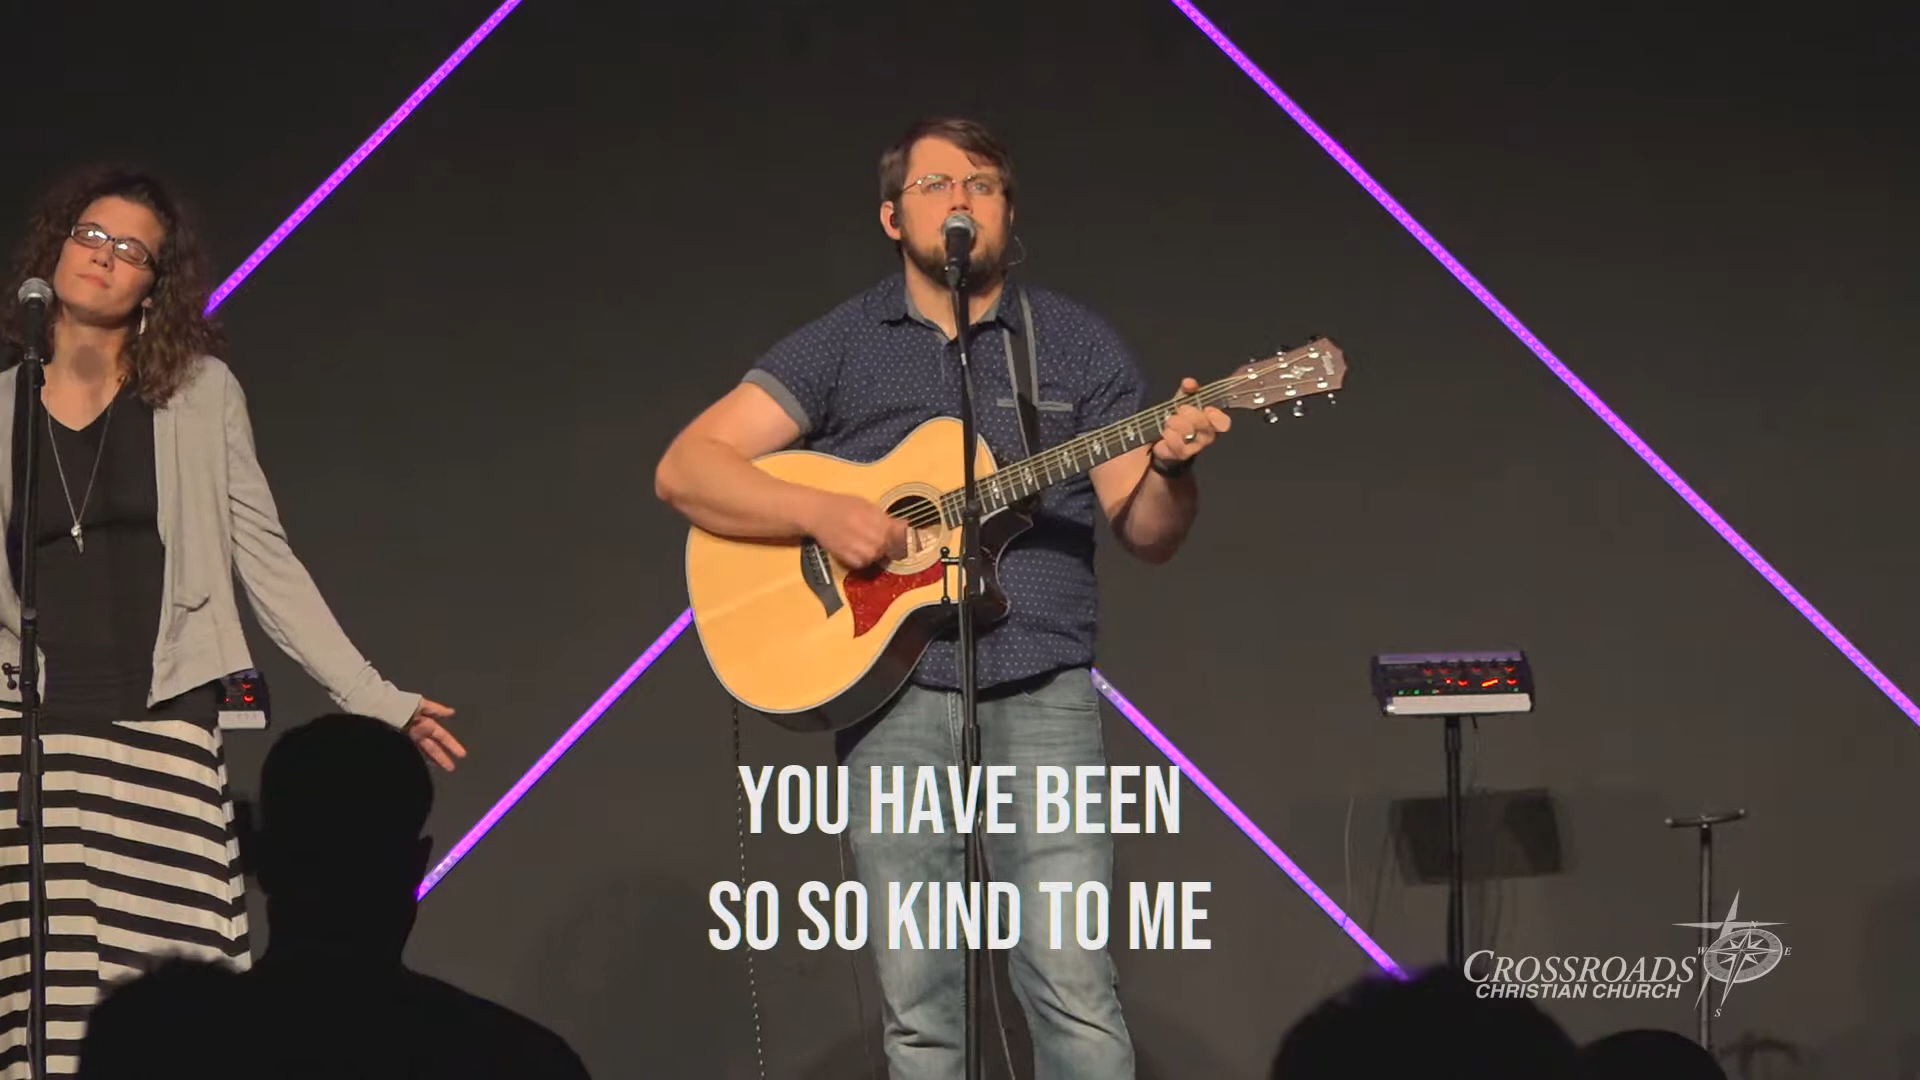 YOU HAVE BEEN
SO SO KIND TO ME
CROSSROADS
CHRISTIAN CHURCH
N
W
E
S